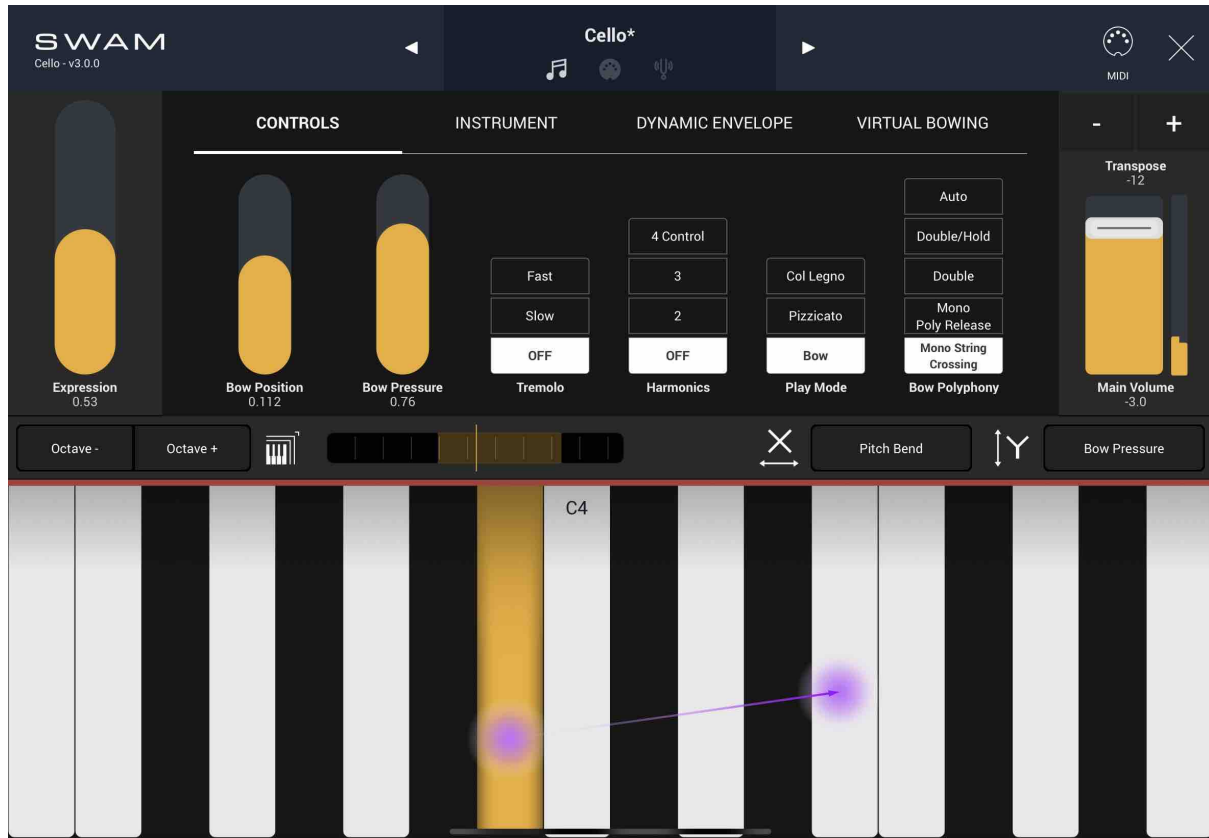 SWAM
Cello - v3.0.0
Cello*
MIDI
CONTROLS
INSTRUMENT
DYNAMIC ENVELOPE
VIRTUAL BOWING
-
+
Transpose
-12
Expression
0.53
Bow Position
0.112
Bow Pressure
0.76
Fast
Slow
OFF
Tremolo
4 Control
3
2
OFF
Harmonics
Col Legno
Pizzicato
Bow
Play Mode
Auto
Double/Hold
Double
Mono
Poly Release
Mono String
Crossing
Bow Polyphony
Main Volume
-3.0
Octave -
Octave +
X
Pitch Bend
Y
Bow Pressure
C4